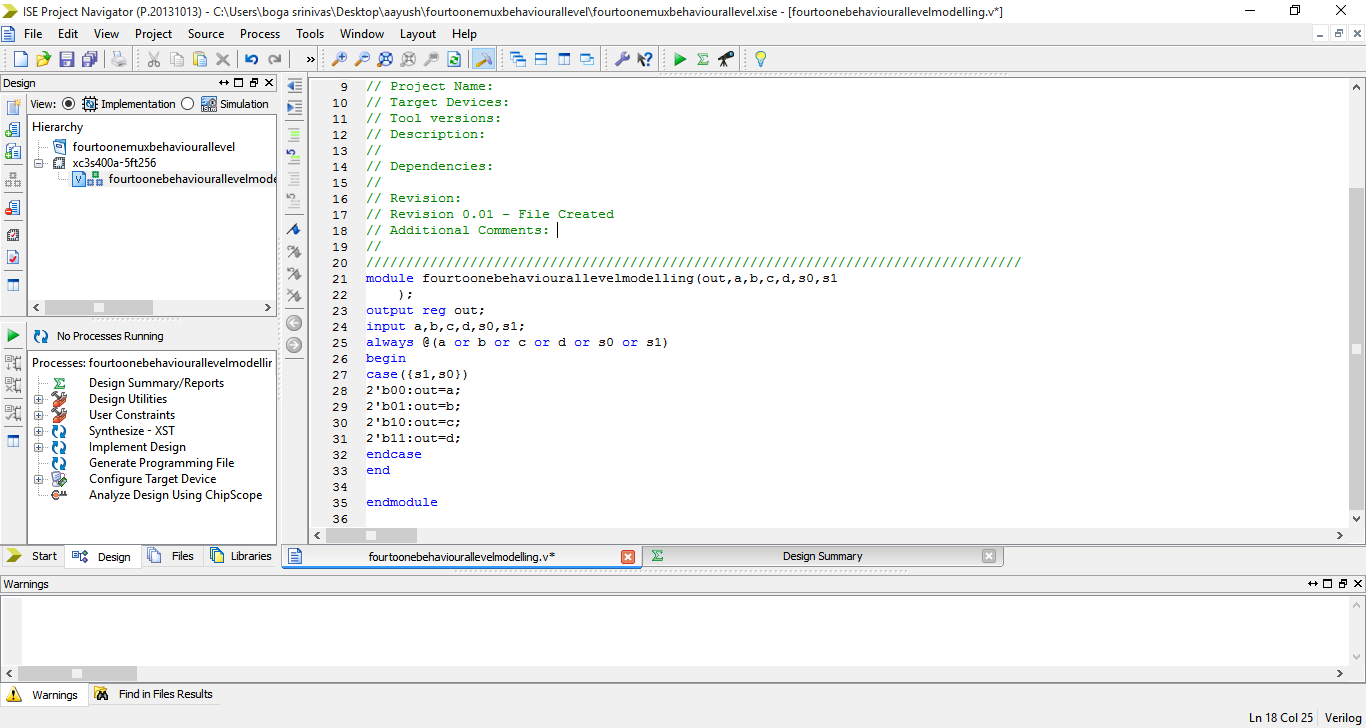 ISE Project Navigator (P.20131013) - C:\Users\boga srinivas\Desktop\aayush\fourtoonemuxbehaviourallevel\fourtoonemuxbehaviourallevel.xise - [fourtoonebehaviourallevelmodelling.v*]
File Edit View Project Source Process Tools Window Layout Help
Design
View: Implementation Simulation
Hierarchy
fourtoonemuxbehaviourallevel
xc3s400a-5ft256
V fourtoonebehaviourallevelmode
No Processes Running
Processes: fourtoonebehaviourallevelmodellir
Design Summary/Reports
Design Utilities
User Constraints
Synthesize - XST
Implement Design
Generate Programming File
Configure Target Device
Analyze Design Using ChipScope
Start Design Files Libraries
9 // Project Name:
10 // Target Devices:
11 // Tool versions:
12 // Description:
13 //
14 // Dependencies:
15 //
16 // Revision:
17 // Revision 0.01 - File Created
18 // Additional Comments:
19 //
20 //////////////////////////////////////////////////////////////////////////////////
21 module fourtoonebehaviourallevelmodelling(out,a,b,c,d,s0,s1
22     );
23 output reg out;
24 input a,b,c,d,s0,s1;
25 always @(a or b or c or d or s0 or s1)
26 begin
27 case({s1,s0})
28 2'b00:out=a;
29 2'b01:out=b;
30 2'b10:out=c;
31 2'b11:out=d;
32 endcase
33 end
34
35 endmodule
36
fourtoonebehaviourallevelmodelling.v* Design Summary
Warnings
Warnings Find in Files Results
Ln 18 Col 25 Verilog